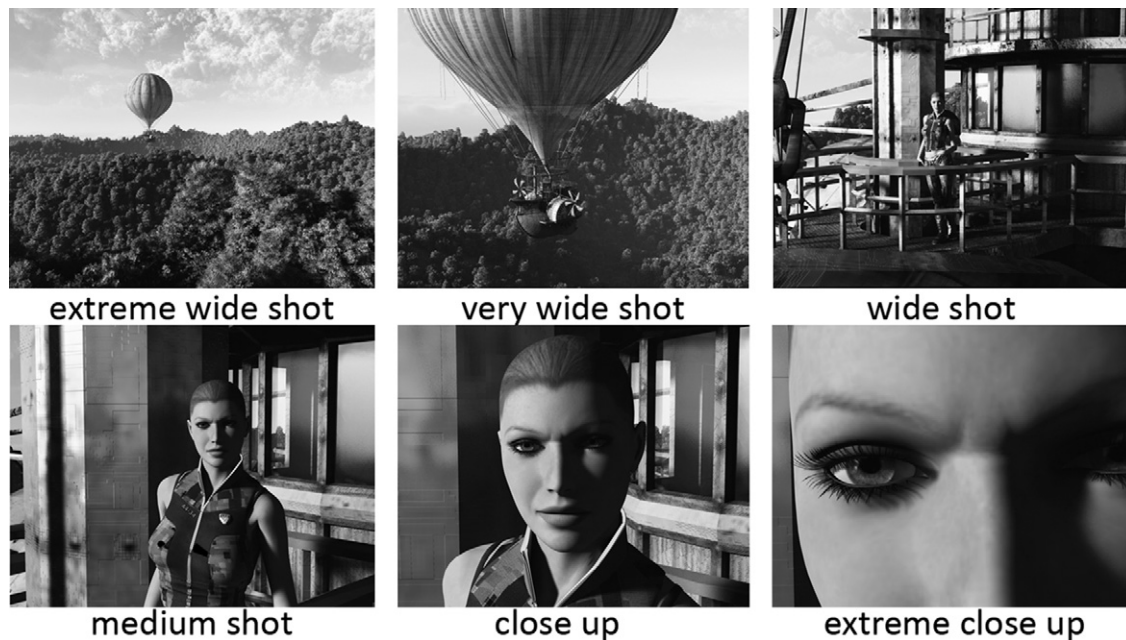 extreme wide shot
very wide shot
wide shot
medium shot
close up
extreme close up